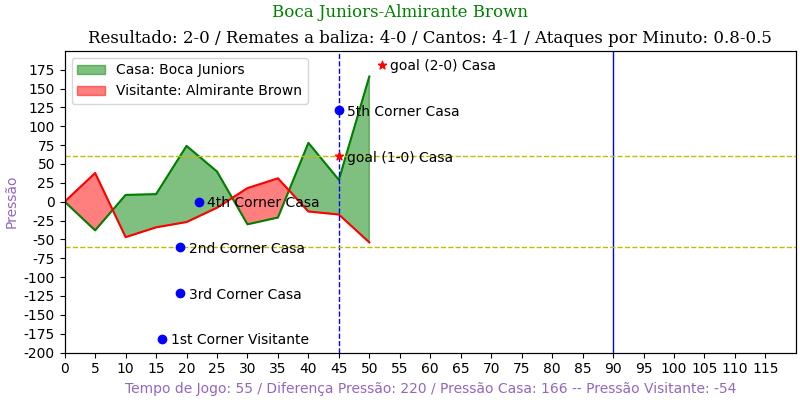 Boca Juniors-Almirante Brown
Resultado: 2-0 / Remates a baliza: 4-0 / Cantos: 4-1 / Ataques por Minuto: 0.8-0.5
Casa: Boca Juniors
Visitante: Almirante Brown
goal (2-0) Casa
5th Corner Casa
goal (1-0) Casa
4th Corner Casa
2nd Corner Casa
3rd Corner Casa
1st Corner Visitante
Pressão
175
150
125
100
75
50
25
0
-25
-50
-75
-100
-125
-150
-175
-200
0 5 10 15 20 25 30 35 40 45 50 55 60 65 70 75 80 85 90 95 100 105 110 115
Tempo de Jogo: 55 / Diferença Pressão: 220 / Pressão Casa: 166 -- Pressão Visitante: -54